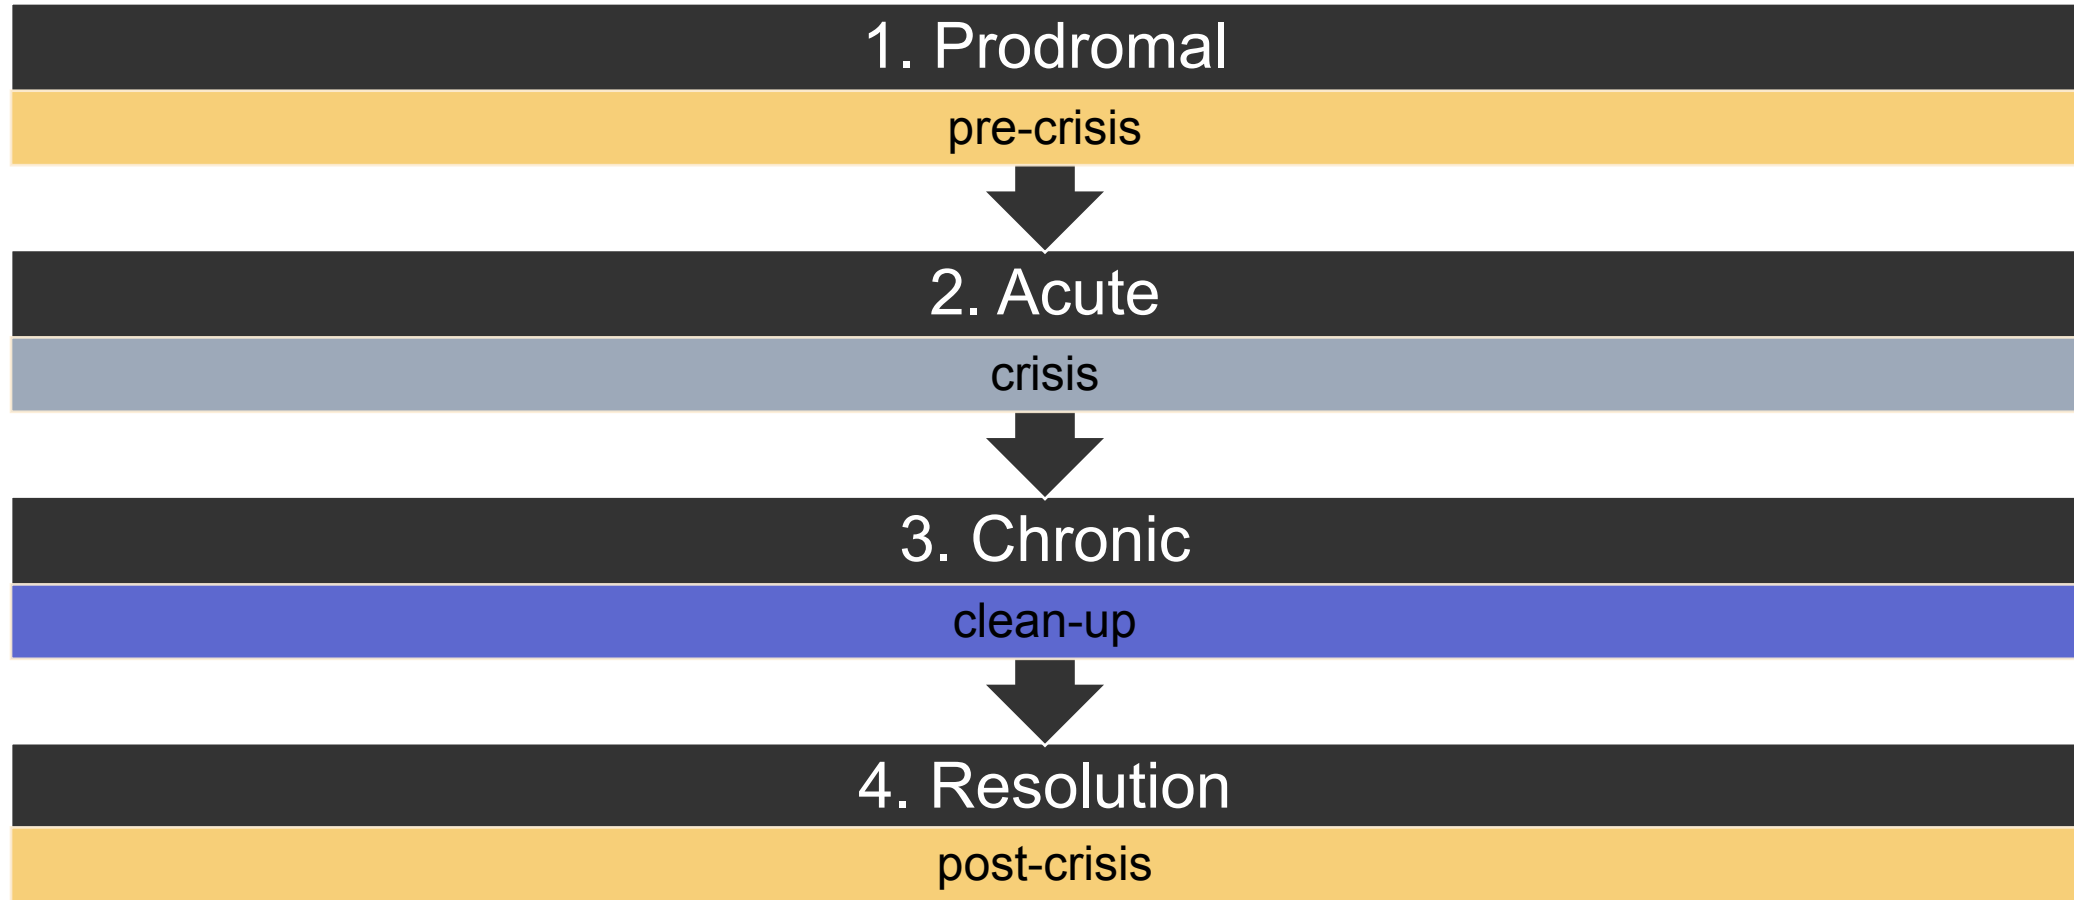 1. Prodromal
pre-crisis
2. Acute
crisis
3. Chronic
clean-up
4. Resolution
post-crisis